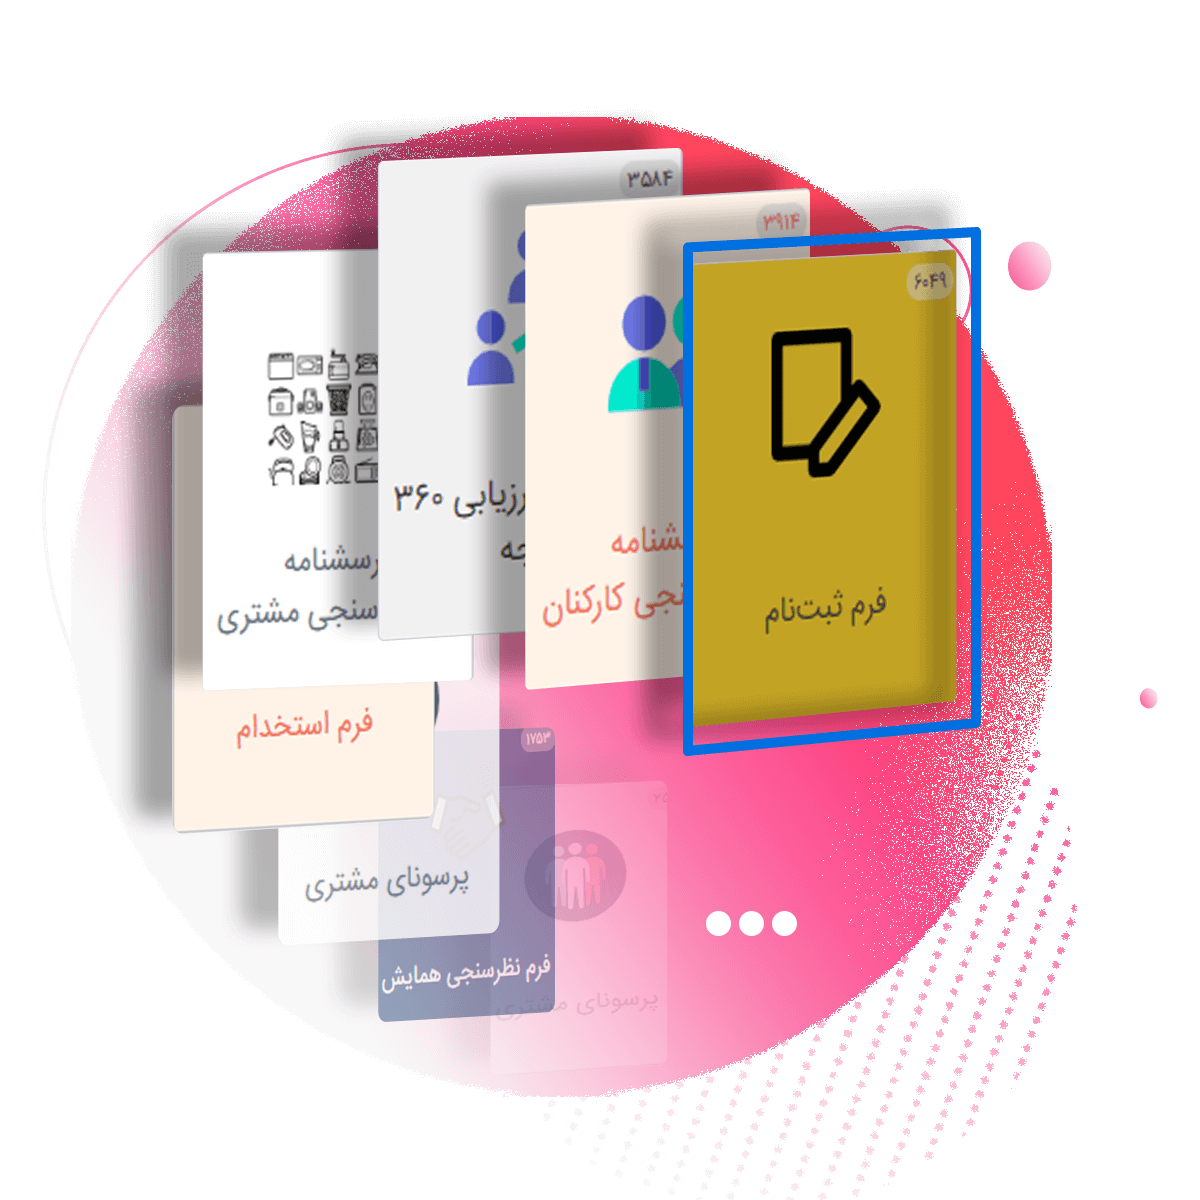 ۳۵۸۴
رزیابی ۳۶۰
جه
۳۹۱۴
شنامه
نجی کارکنان
۶۰۴۹
فرم ثبت‌نام
رسشنامه
سنجی مشتری
فرم استخدام
پرسونای مشتری
۱۷۵۳
فرم نظرسنجی همایش
پرسونای مشتری